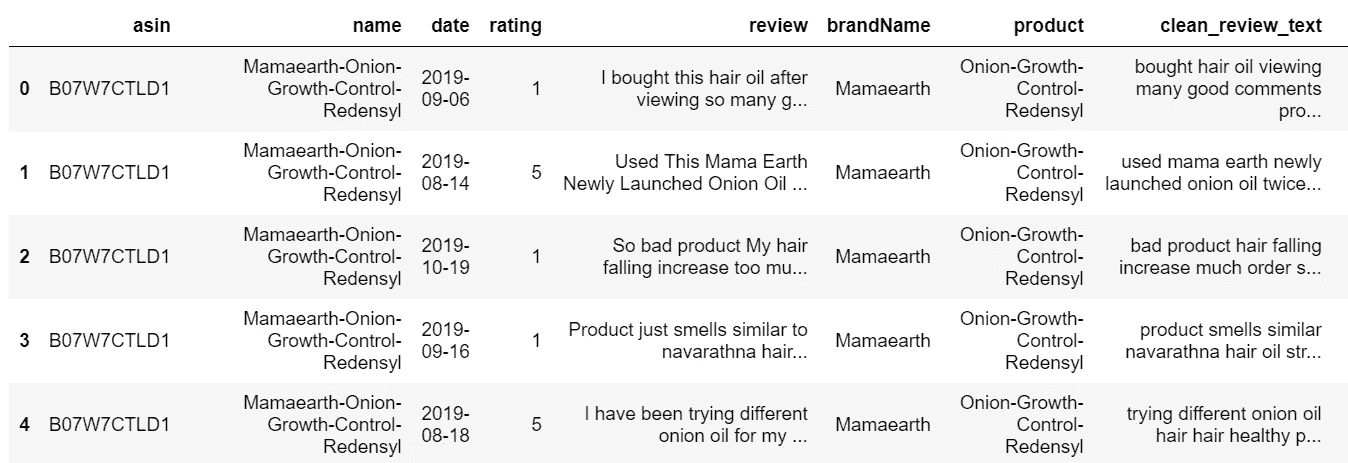 asin name date rating review brandName product clean_review_text
0 B07W7CTLD1 Mamaearth-Onion-Growth-Control-Redensyl 2019-09-06 1 I bought this hair oil after viewing so many g... Mamaearth Onion-Growth-Control-Redensyl bought hair oil viewing many good comments pro...
1 B07W7CTLD1 Mamaearth-Onion-Growth-Control-Redensyl 2019-08-14 5 Used This Mama Earth Newly Launched Onion Oil ... Mamaearth Onion-Growth-Control-Redensyl used mama earth newly launched onion oil twice...
2 B07W7CTLD1 Mamaearth-Onion-Growth-Control-Redensyl 2019-10-19 1 So bad product My hair falling increase too mu... Mamaearth Onion-Growth-Control-Redensyl bad product hair falling increase much order s...
3 B07W7CTLD1 Mamaearth-Onion-Growth-Control-Redensyl 2019-09-16 1 Product just smells similar to navarathna hair... Mamaearth Onion-Growth-Control-Redensyl product smells similar navarathna hair oil str...
4 B07W7CTLD1 Mamaearth-Onion-Growth-Control-Redensyl 2019-08-18 5 I have been trying different onion oil for my ... Mamaearth Onion-Growth-Control-Redensyl trying different onion oil hair hair healthy p...